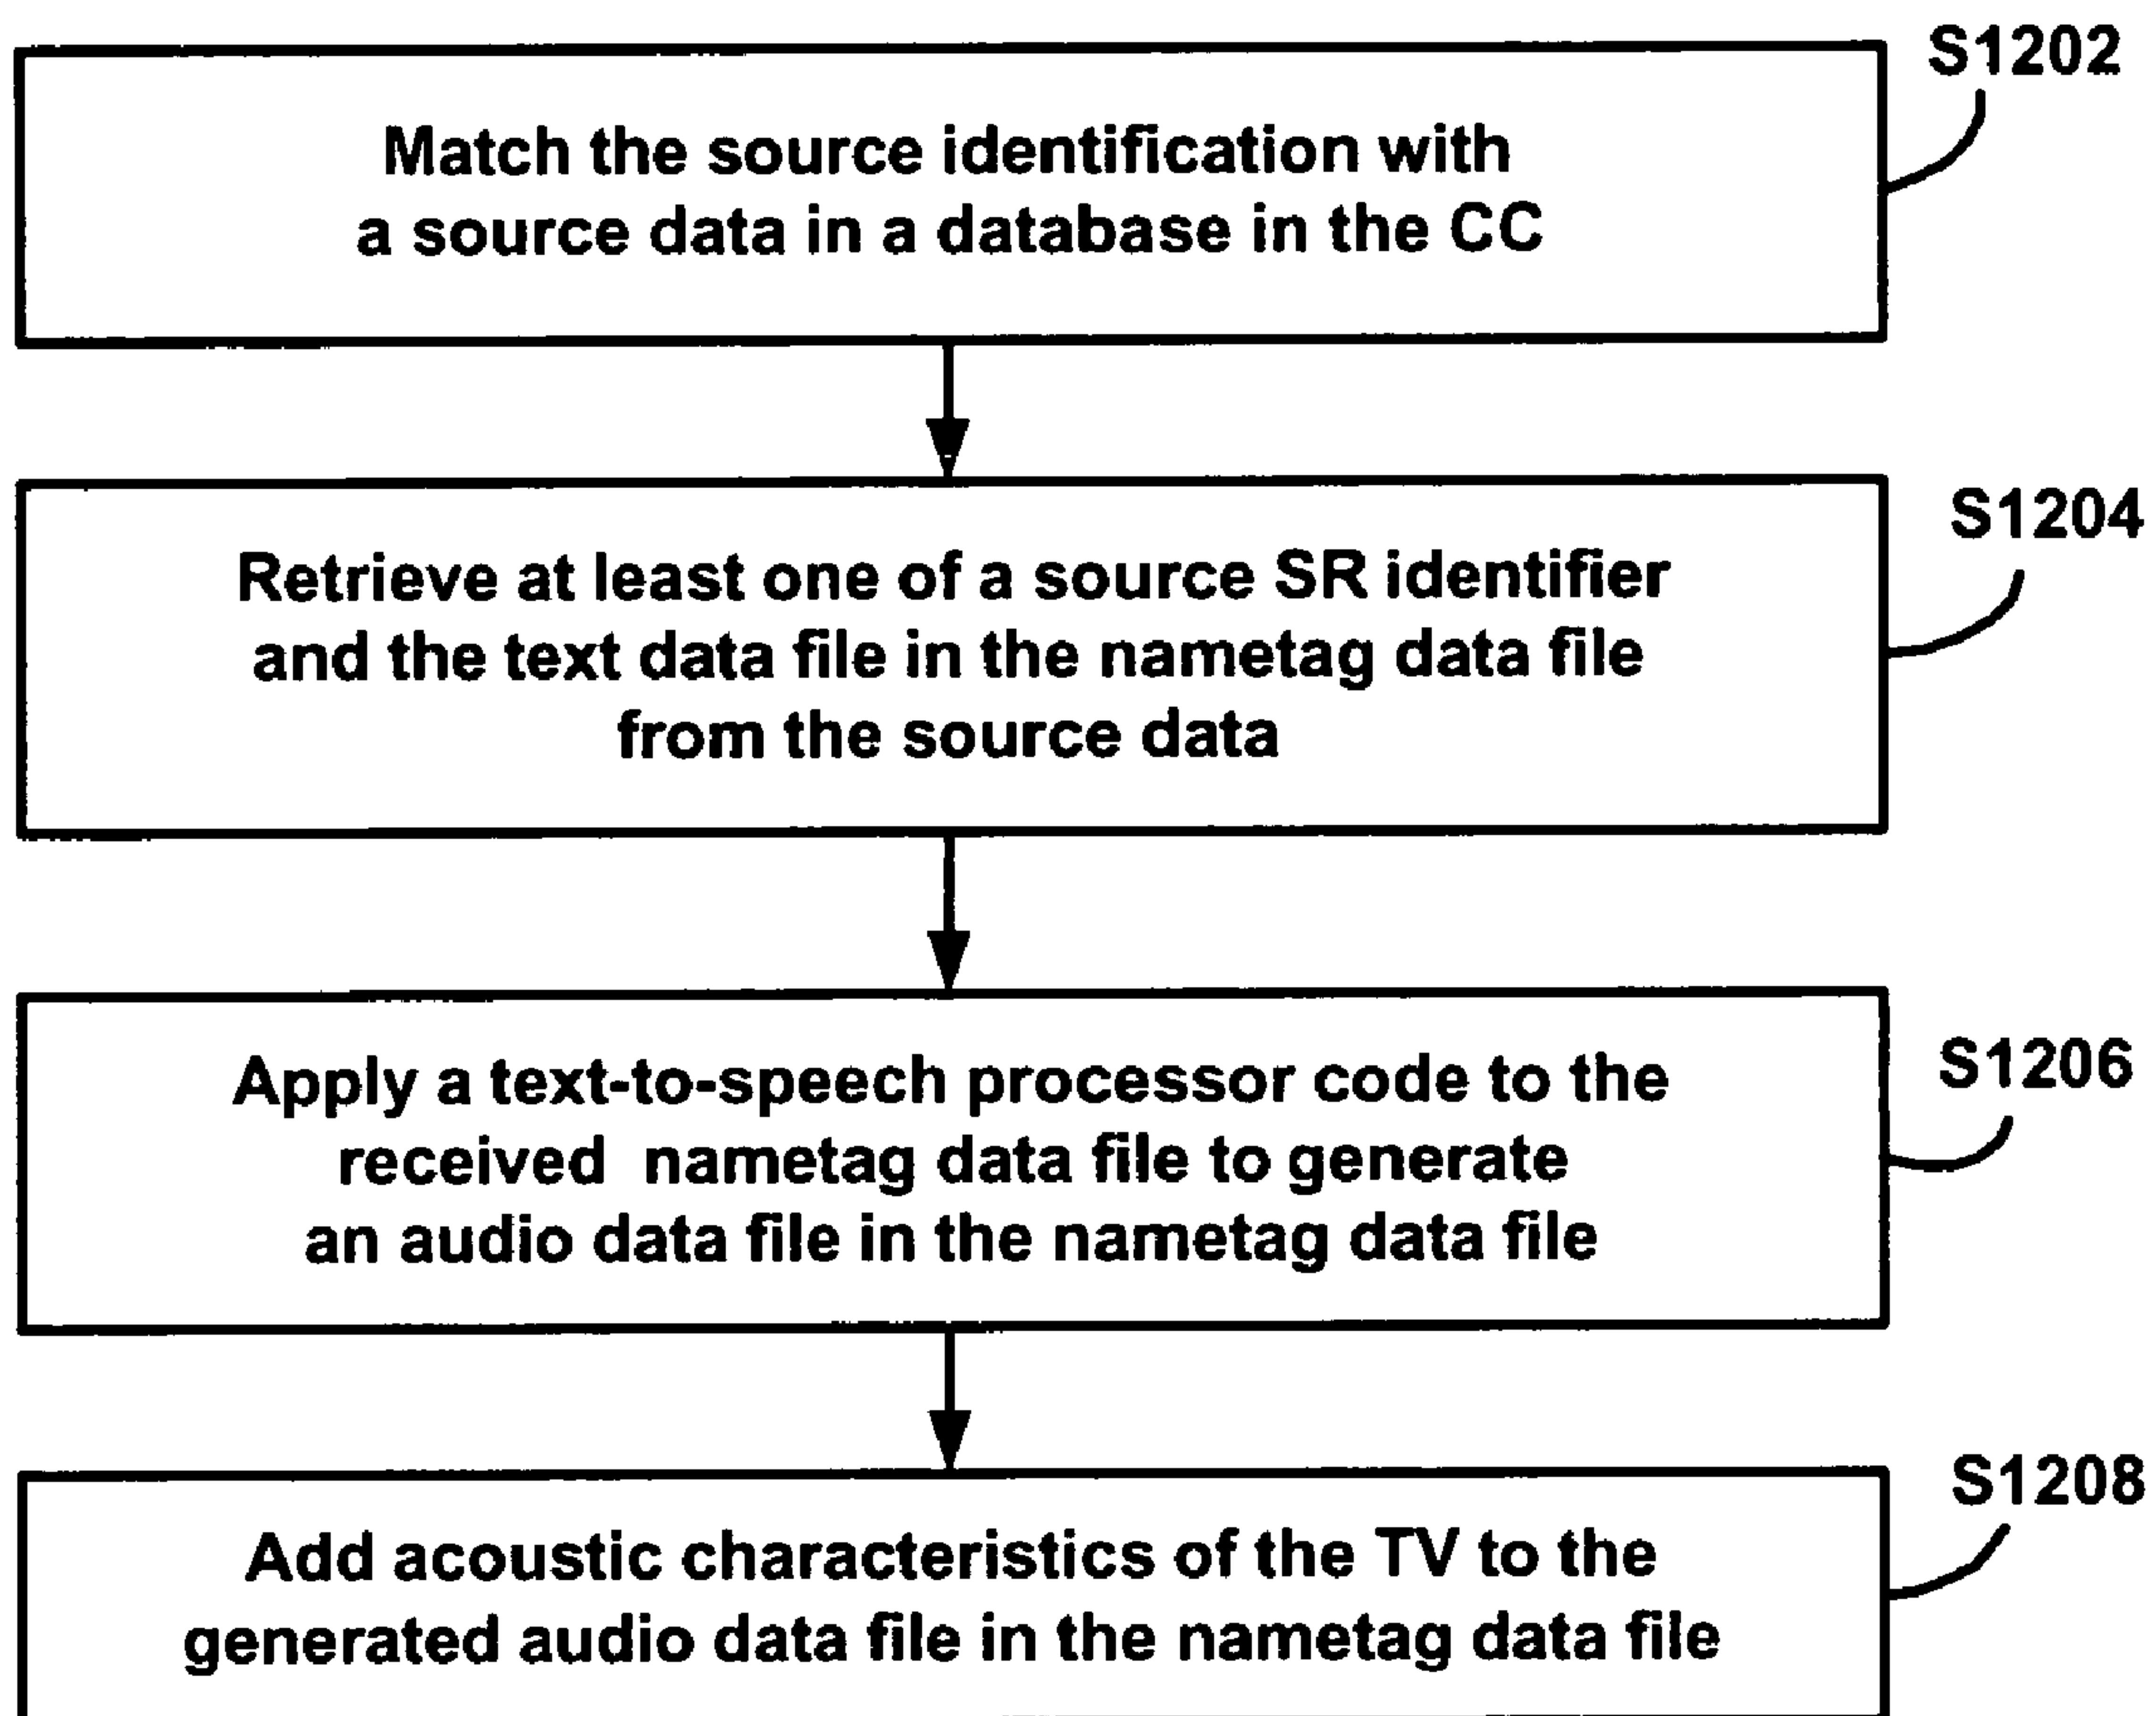 S1202
Match the source identification with
a source data in a database in the CC
S1204
Retrieve at least one of a source SR identifier
and the text data file in the nametag data file
from the source data
S1206
Apply a text-to-speech processor code to the
received nametag data file to generate
an audio data file in the nametag data file
S1208
Add acoustic characteristics of the TV to the
generated audio data file in the nametag data file